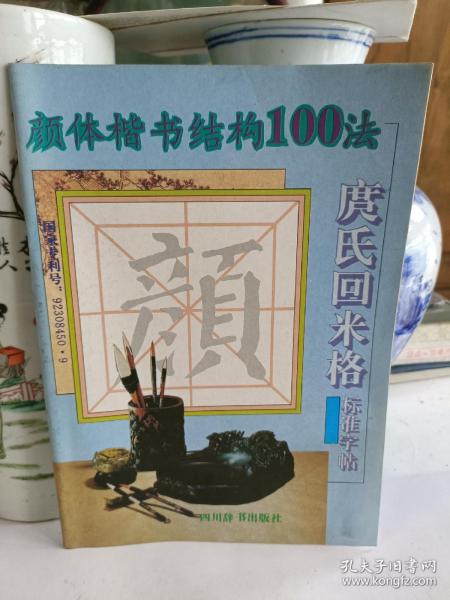 颜体楷书结构100法
庹氏回米格
标准字帖
国家专利号：92308450·9
顔
四川辞书出版社
孔夫子旧书网
www.kongfz.com